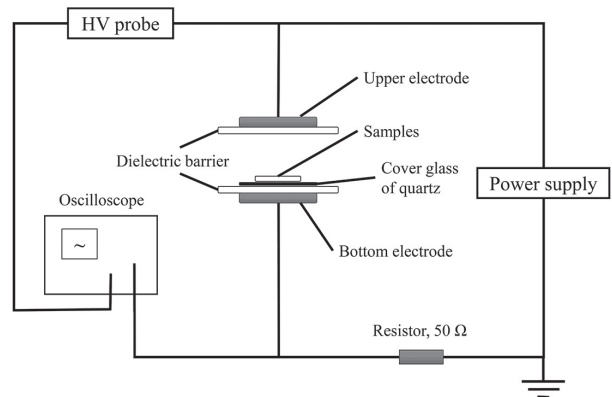 HV probe
Upper electrode
Samples
Dielectric barrier
Cover glass
of quartz
Power supply
Oscilloscope
~
Bottom electrode
Resistor, 50 Ω